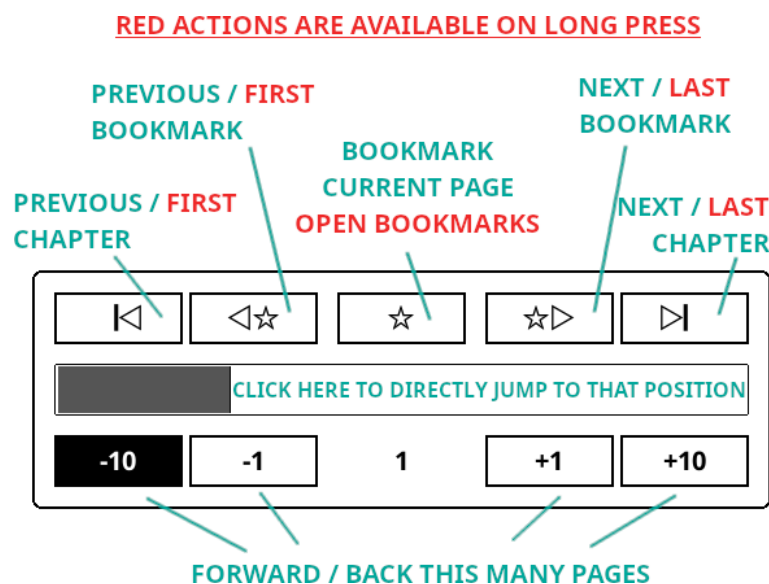 RED ACTIONS ARE AVAILABLE ON LONG PRESS
PREVIOUS / FIRST
BOOKMARK
NEXT / LAST
BOOKMARK
BOOKMARK
CURRENT PAGE
OPEN BOOKMARKS
PREVIOUS / FIRST
CHAPTER
NEXT / LAST
CHAPTER
CLICK HERE TO DIRECTLY JUMP TO THAT POSITION
-10 -1 1 +1 +10
FORWARD / BACK THIS MANY PAGES